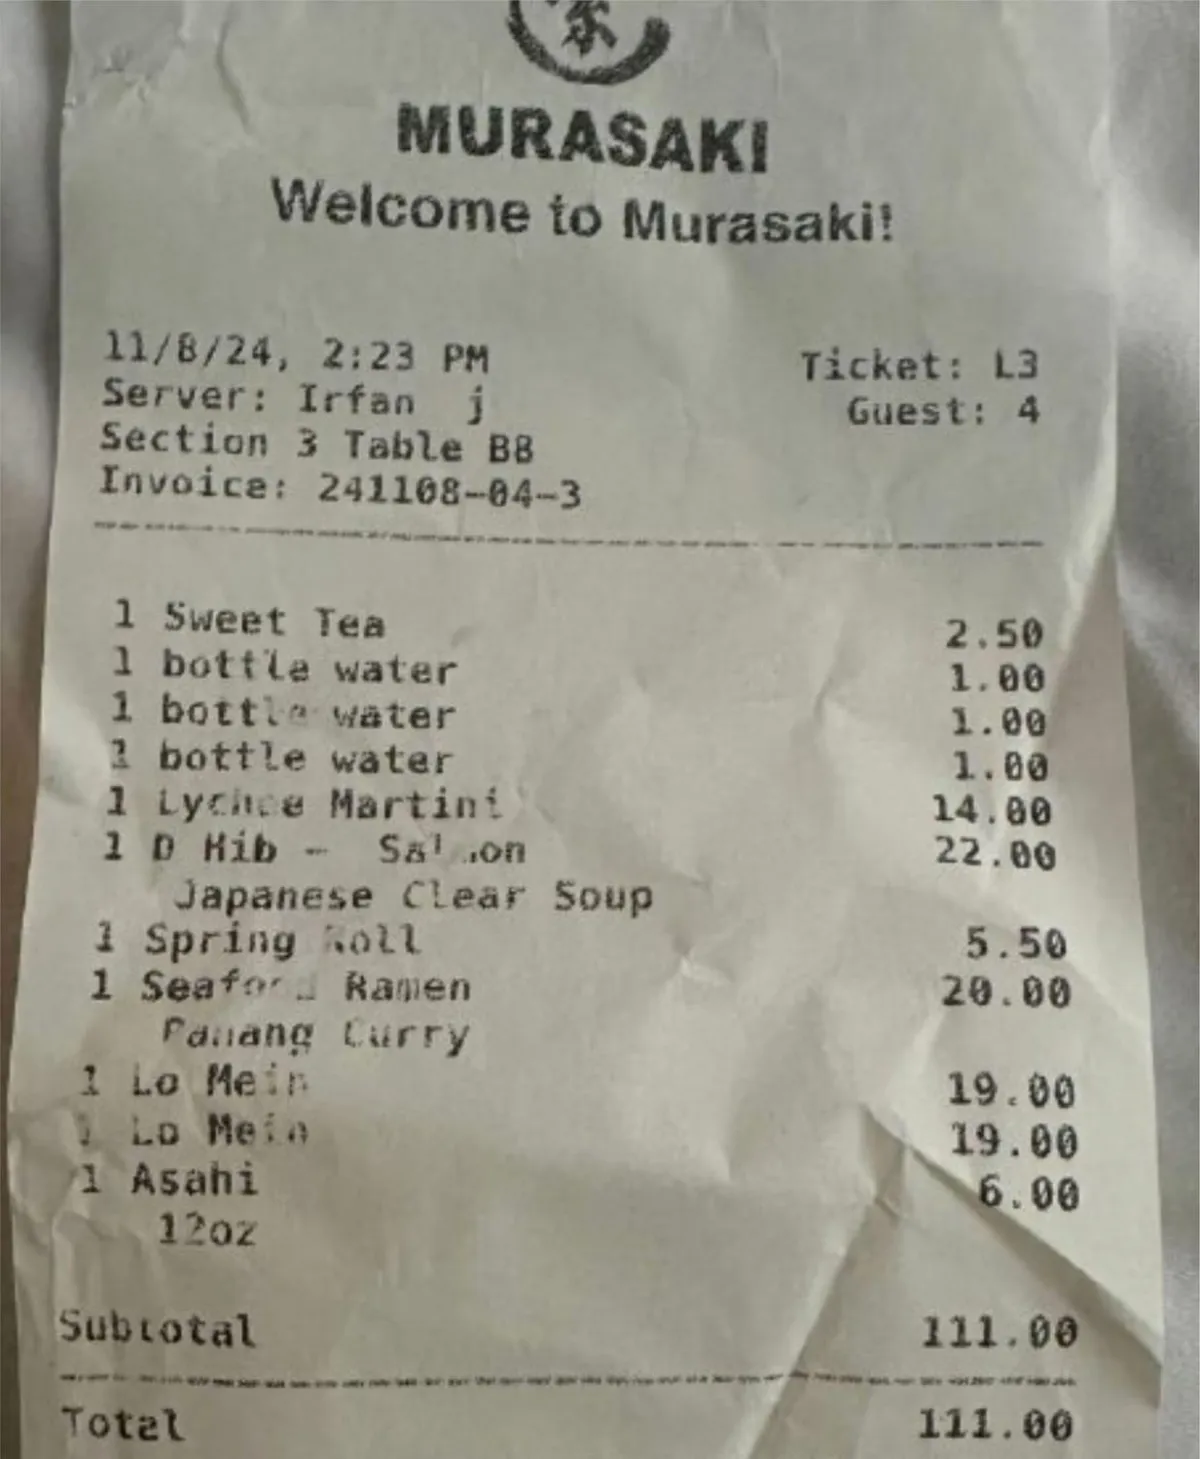 MURASAKI
Welcome to Murasaki!
11/8/24, 2:23 PM Ticket: L3
Server: Irfan j Guest: 4
Section 3 Table B8
Invoice: 241108-04-3
1 Sweet Tea 2.50
1 bottle water 1.00
1 bottle water 1.00
1 bottle water 1.00
1 Lychee Martini 14.00
1 D Hib - Salmon 22.00
Japanese Clear Soup
1 Spring Roll 5.50
1 Seafood Ramen 20.00
Panang Curry
1 Lo Mein 19.00
1 Lo Mein 19.00
1 Asahi 6.00
12oz
Subtotal 111.00
Total 111.00